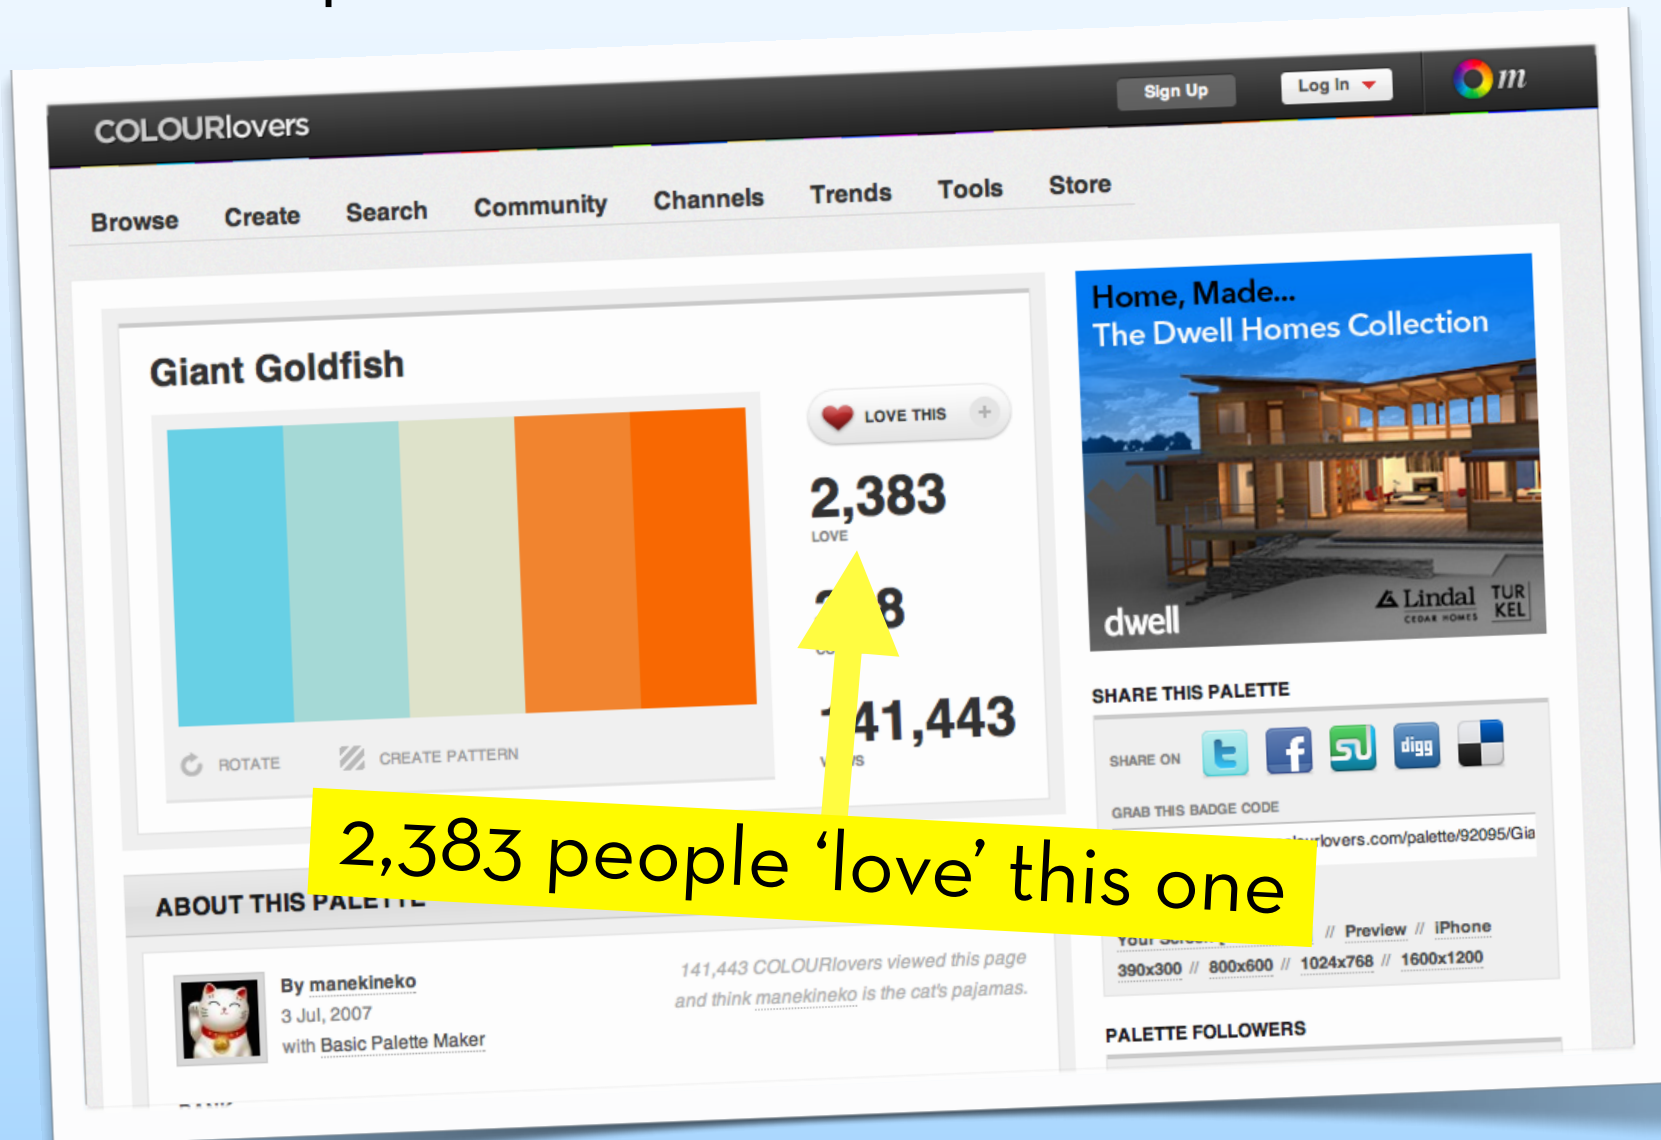 COLOURlovers
Sign Up
Log In
m
Browse Create Search Community Channels Trends Tools Store
Giant Goldfish
LOVE THIS
2,383
LOVE
8
141,443
ROTATE
CREATE PATTERN
2,383 people ‘love’ this one
ABOUT THIS PALETTE
By manekineko
3 Jul, 2007
with Basic Palette Maker
141,443 COLOURlovers viewed this page
and think manekineko is the cat's pajamas.
Home, Made...
The Dwell Homes Collection
dwell
Lindal
CEDAR HOMES
TUR
KEL
SHARE THIS PALETTE
SHARE ON
digg
GRAB THIS BADGE CODE
lovers.com/palette/92095/Gia
Your // Preview // iPhone
390x300 // 800x600 // 1024x768 // 1600x1200
PALETTE FOLLOWERS